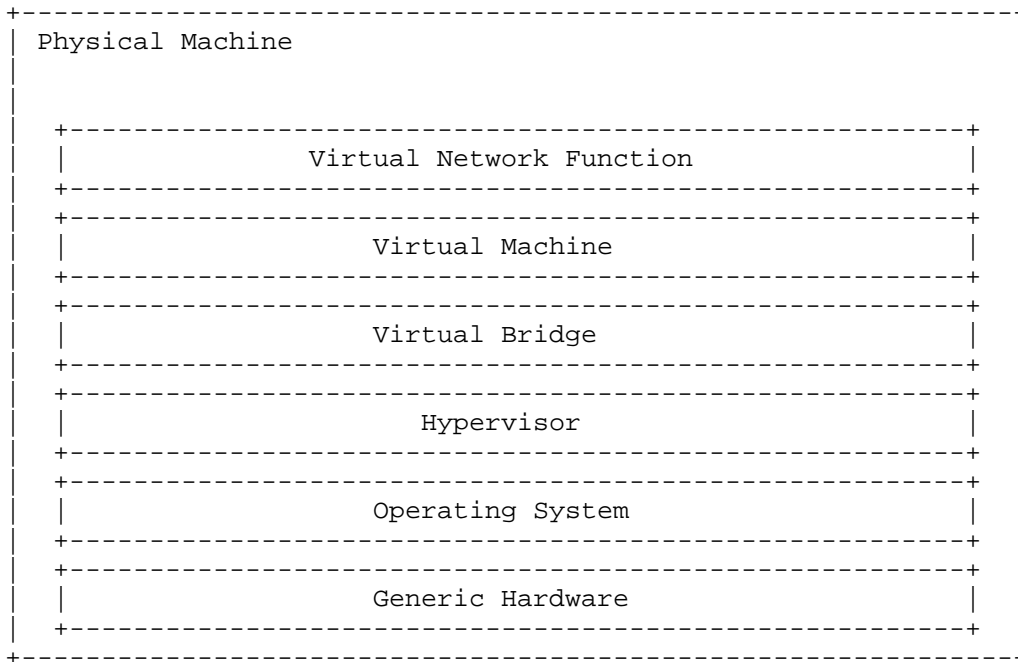 Physical Machine
Virtual Network Function
Virtual Machine
Virtual Bridge
Hypervisor
Operating System
Generic Hardware